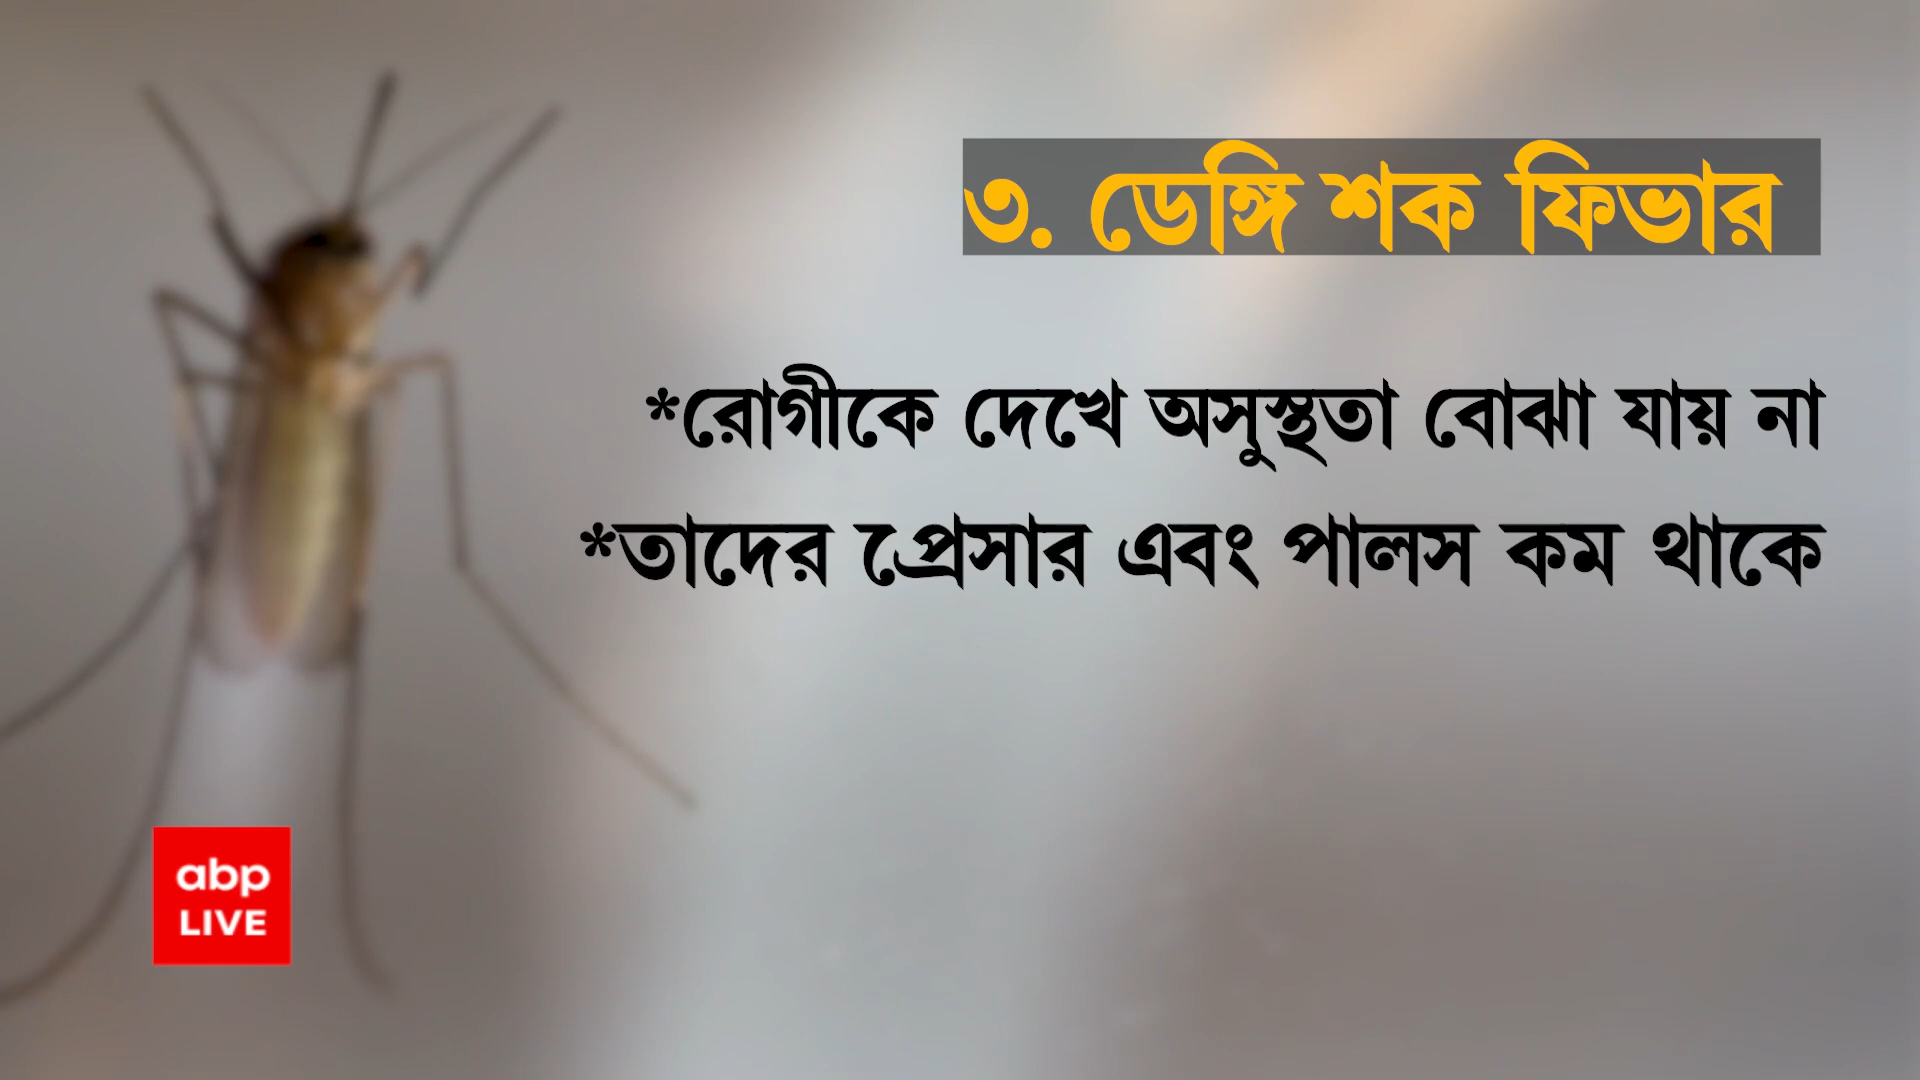 ৩. ডেঙ্গি শক ফিভার
*রোগীকে দেখে অসুস্থতা বোঝা যায় না
*তাদের প্রেসার এবং পালস কম থাকে
abp
LIVE